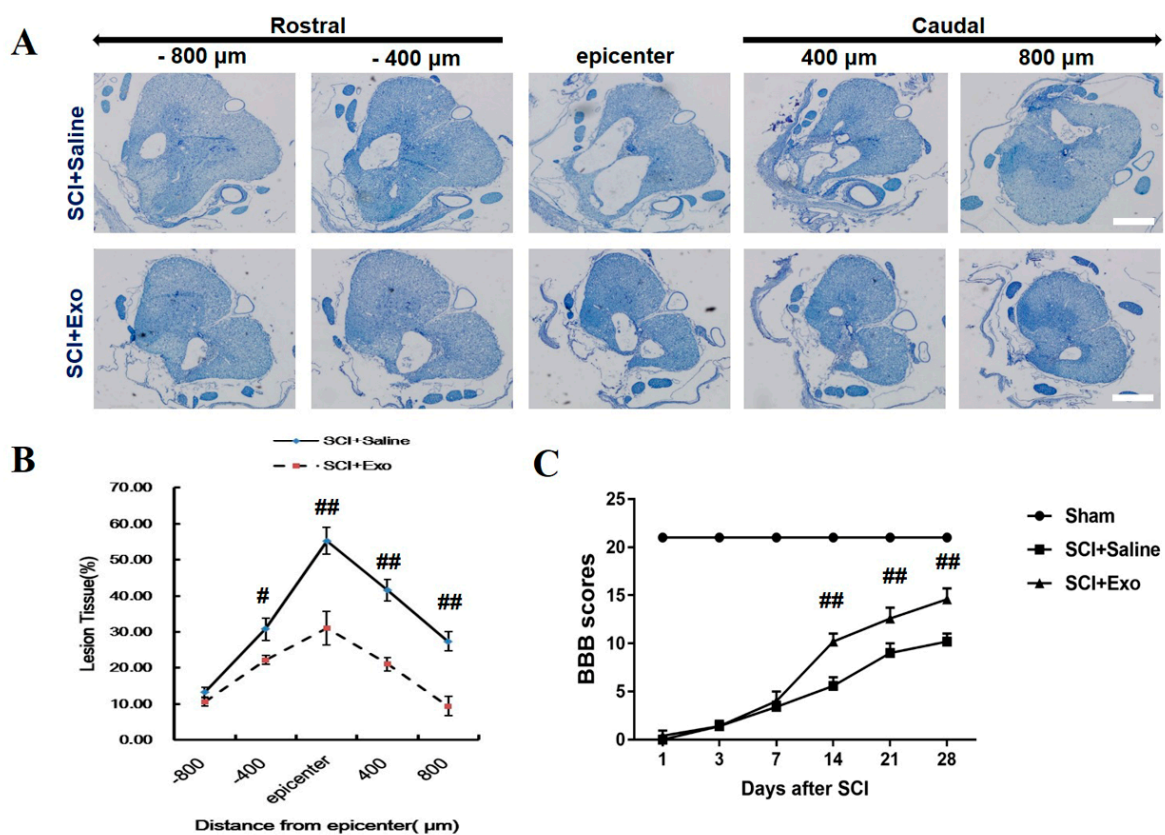 A
Rostral
Caudal
- 800 µm
- 400 µm
epicenter
400 µm
800 µm
SCI+Saline
SCI+Exo
B
SCI+Saline
SCI+Exo
70.00
60.00
50.00
40.00
30.00
20.00
10.00
0.00
Lesion Tissue(%)
#
##
##
##
-800
-400
epicenter
400
800
Distance from epicenter( µm)
C
25
20
15
10
5
0
BBB scores
##
##
##
1
3
7
14
21
28
Days after SCI
Sham
SCI+Saline
SCI+Exo